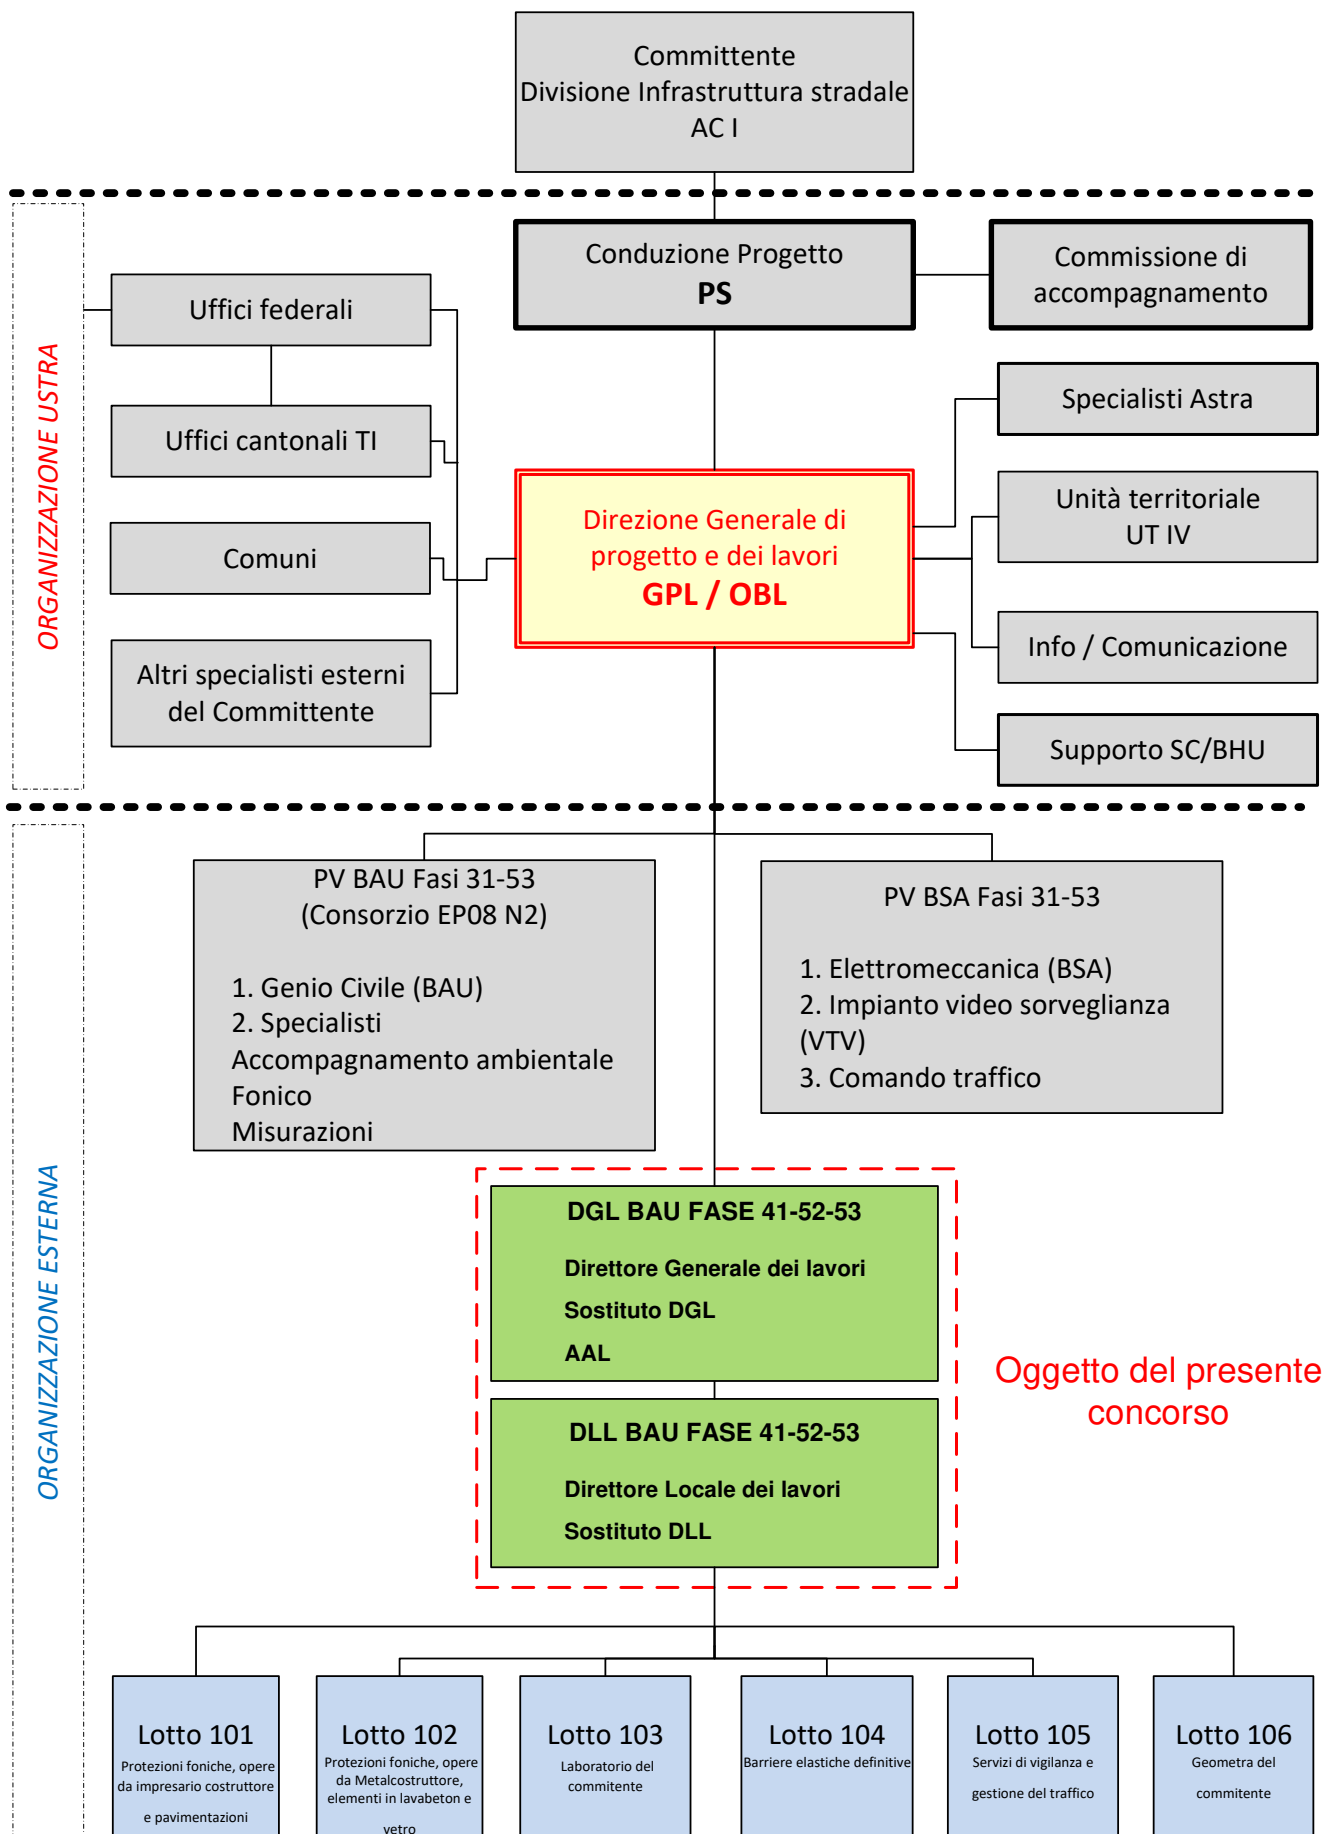 Committente
Divisione Infrastruttura stradale
AC I
ORGANIZZAZIONE USTRA
Conduzione Progetto
PS
Commissione di
accompagnamento
Uffici federali
Uffici cantonali TI
Comuni
Altri specialisti esterni
del Committente
Direzione Generale di
progetto e dei lavori
GPL / OBL
Specialisti Astra
Unità territoriale
UT IV
Info / Comunicazione
Supporto SC/BHU
ORGANIZZAZIONE ESTERNA
PV BAU Fasi 31-53
(Consorzio EP08 N2)
1. Genio Civile (BAU)
2. Specialisti
Accompagnamento ambientale
Fonico
Misurazioni
PV BSA Fasi 31-53
1. Elettromeccanica (BSA)
2. Impianto video sorveglianza
(VTV)
3. Comando traffico
DGL BAU FASE 41-52-53
Direttore Generale dei lavori
Sostituto DGL
AAL
DLL BAU FASE 41-52-53
Direttore Locale dei lavori
Sostituto DLL
Oggetto del presente
concorso
Lotto 101
Protezioni foniche, opere
da impresario costruttore
e pavimentazioni
Lotto 102
Protezioni foniche, opere
da Metalcostruttore,
elementi in lavabeton e
vetro
Lotto 103
Laboratorio del
commitente
Lotto 104
Barriere elastiche definitive
Lotto 105
Servizi di vigilanza e
gestione del traffico
Lotto 106
Geometra del
commitente